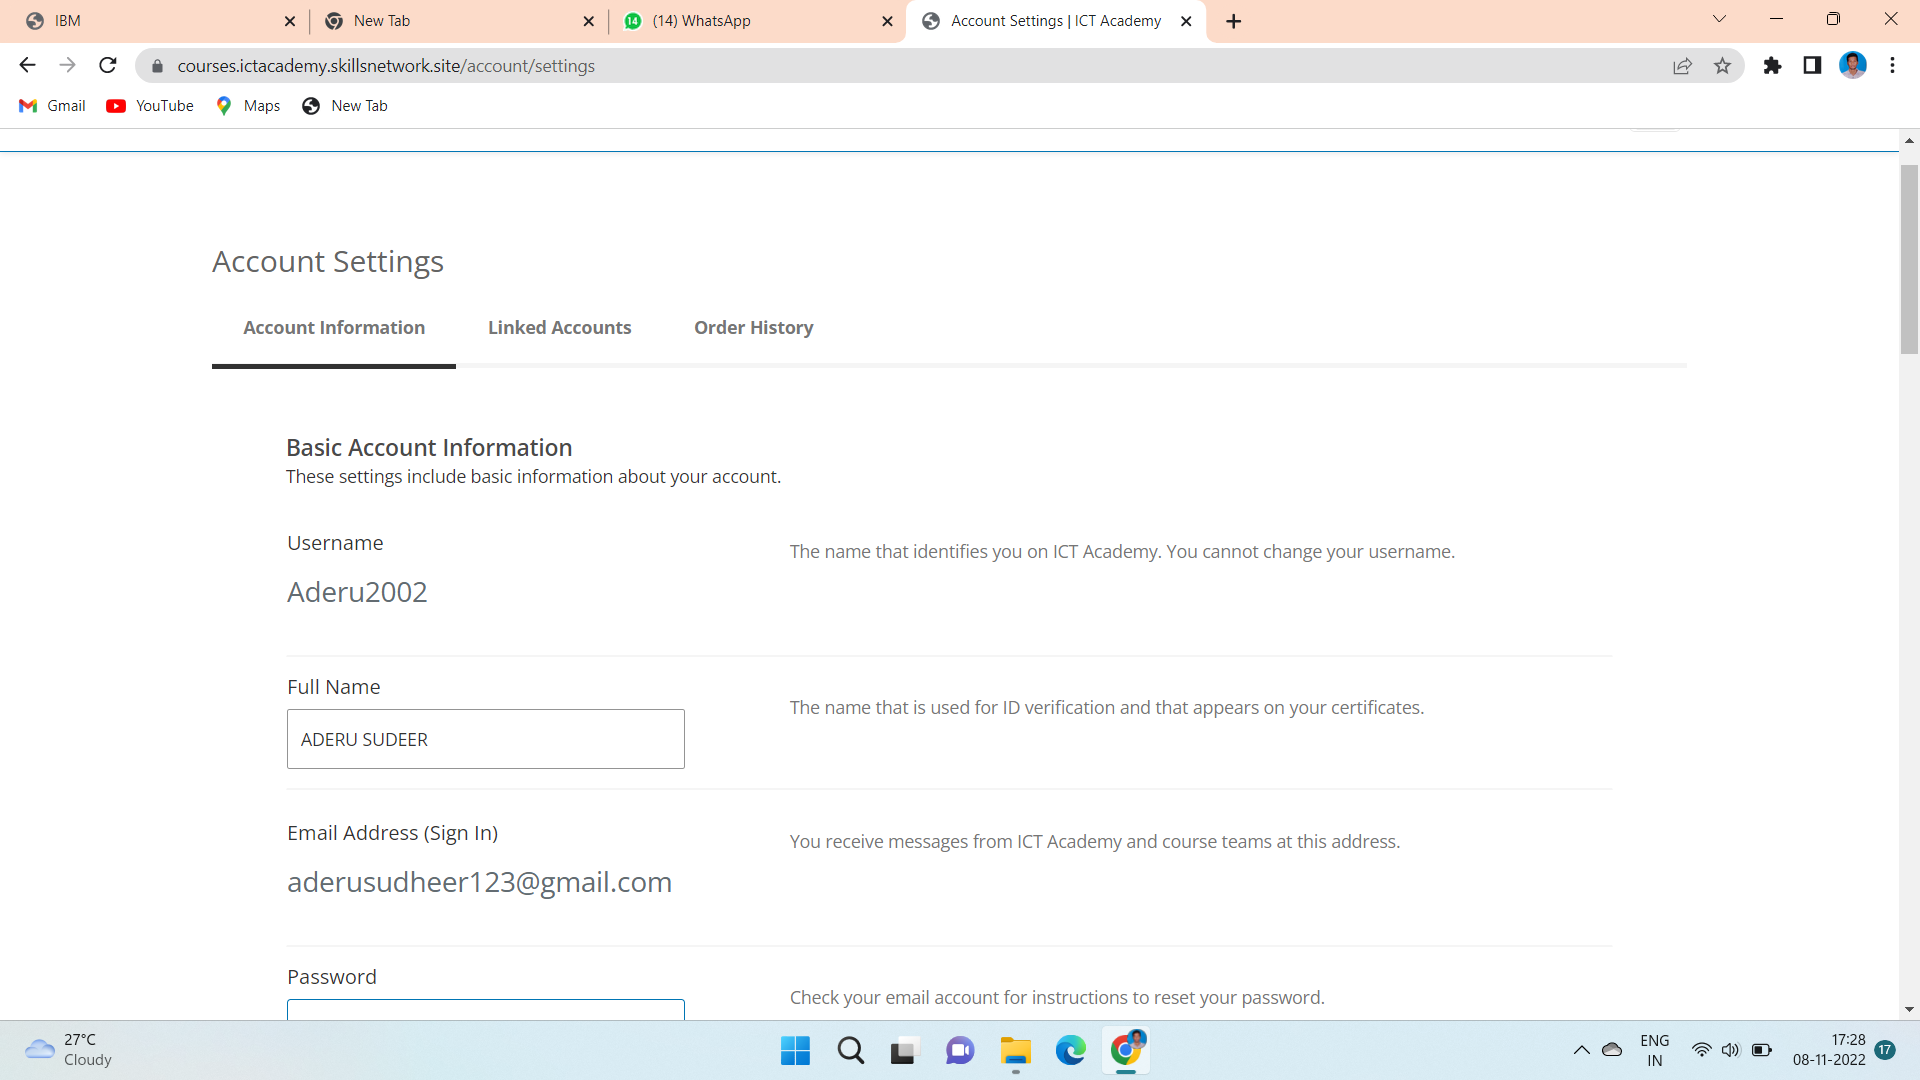 IBM
New Tab
14
(14) WhatsApp
Account Settings | ICT Academy
courses.ictacademy.skillsnetwork.site/account/settings
Gmail
YouTube
Maps
New Tab
Account Settings
Account Information
Linked Accounts
Order History
Basic Account Information
These settings include basic information about your account.
Username
The name that identifies you on ICT Academy. You cannot change your username.
Aderu2002
Full Name
The name that is used for ID verification and that appears on your certificates.
ADERU SUDEER
Email Address (Sign In)
You receive messages from ICT Academy and course teams at this address.
aderusudheer123@gmail.com
Password
Check your email account for instructions to reset your password.
27°C
Cloudy
ENG
IN
17:28
08-11-2022
17